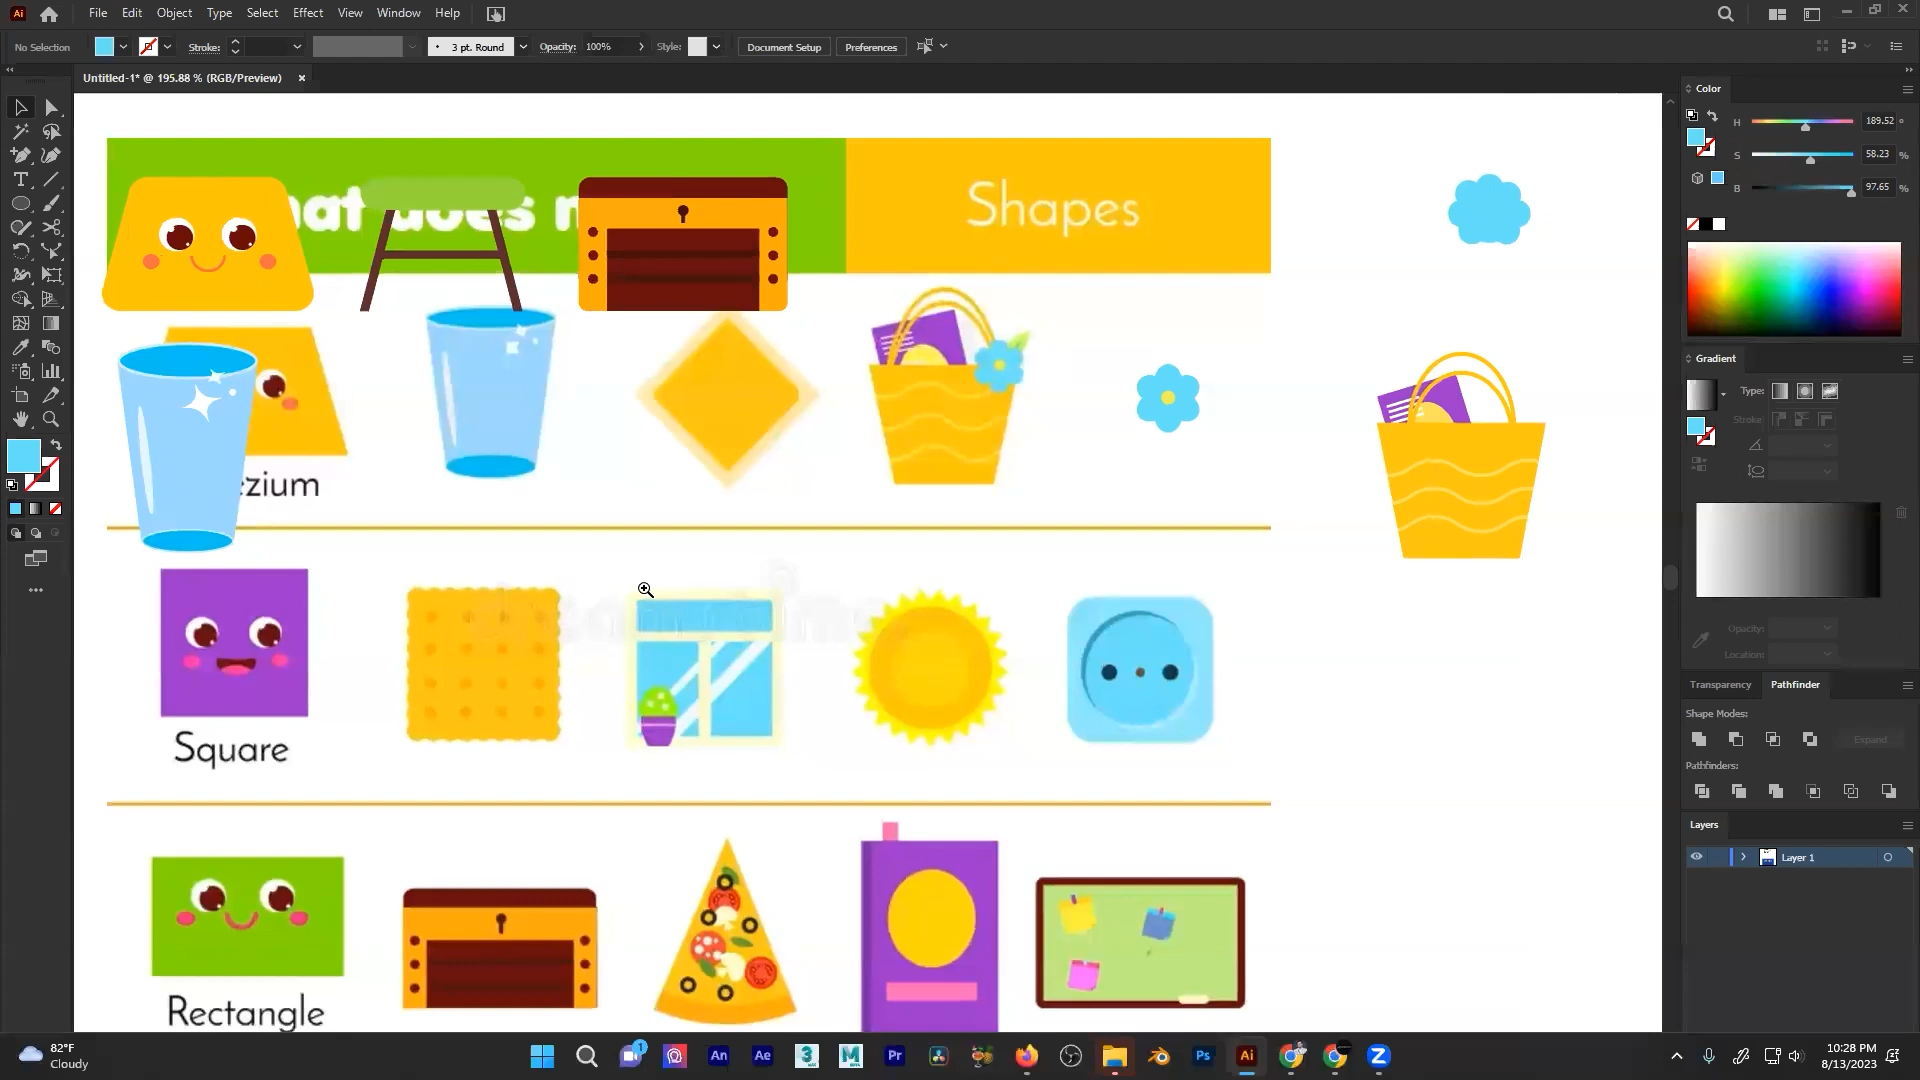 File Edit Object Type Select Effect View Window Help
No Selection Stroke: 3 pt. Round Opacity: 100% Style: Document Setup Preferences
Untitled-1* @ 195.88 % (RGB/Preview)
Color
H 189.52 °
S 58.23 %
B 97.65 %
hat does
Shapes
Gradient
Type:
Stroke:
zium
Opacity:
Location:
Square
Transparency Pathfinder
Shape Modes:
Expand
Pathfinders:
Layers
Layer 1
Rectangle
82°F
Cloudy
10:28 PM
8/13/2023